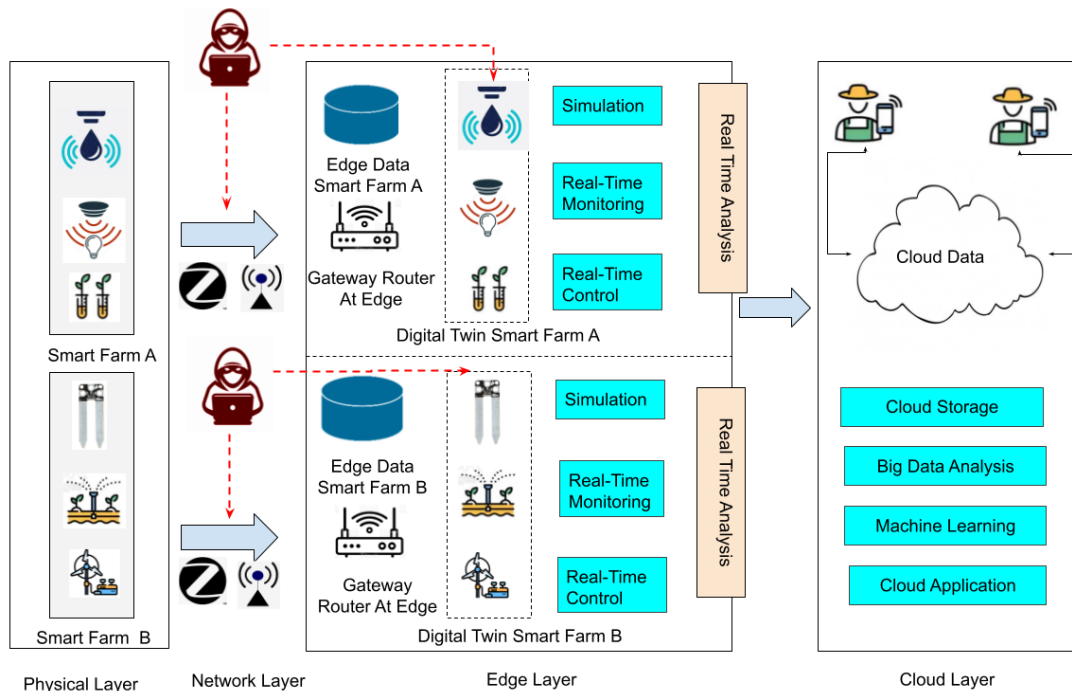 Simulation
Edge Data
Smart Farm A
Real-Time
Monitoring
Real Time Analysis
Gateway Router
At Edge
Real-Time
Control
Digital Twin Smart Farm A
Cloud Data
Smart Farm A
Simulation
Edge Data
Smart Farm B
Real-Time
Monitoring
Real Time Analysis
Gateway
Router At Edge
Real-Time
Control
Digital Twin Smart Farm B
Smart Farm B
Cloud Storage
Big Data Analysis
Machine Learning
Cloud Application
Physical Layer
Network Layer
Edge Layer
Cloud Layer